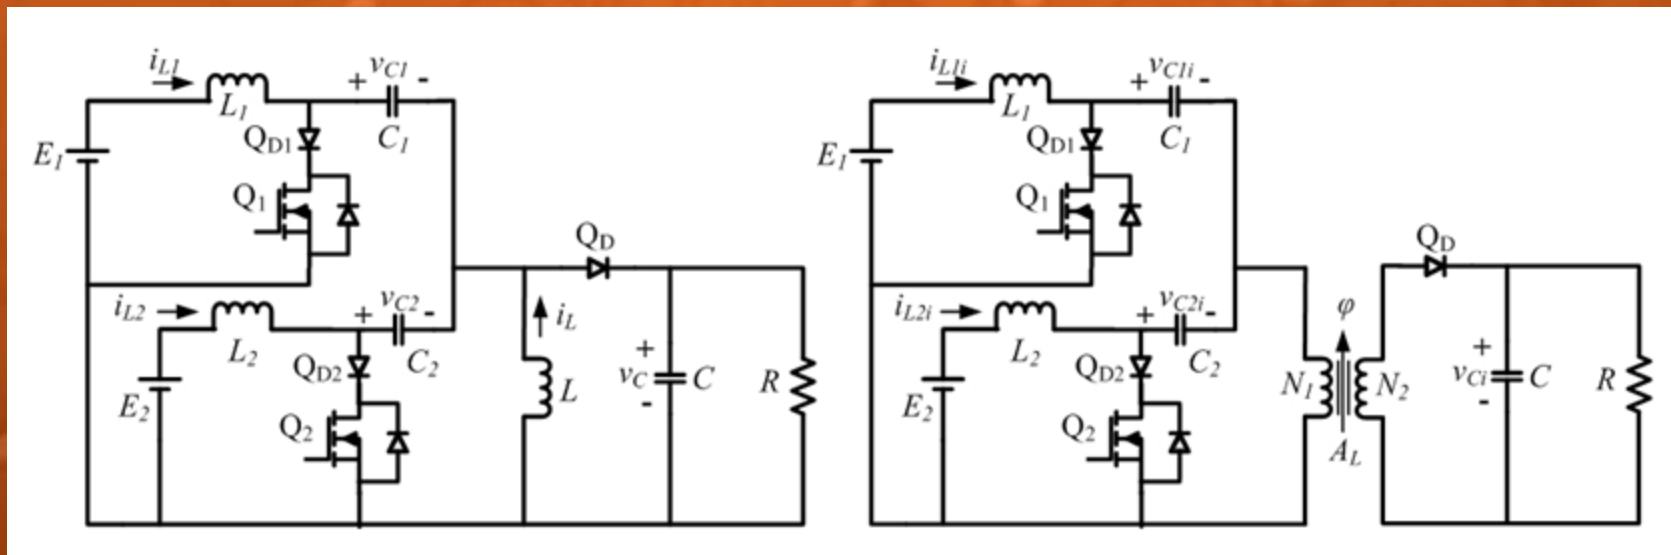 iL1
+ vC1 -
L1
QD1
C1
E1
Q1
iL2
+ vC2 -
L2
QD2
C2
E2
Q2
QD
iL
L
+
vC
-
C
R
iL1i
+ vC1i -
L1
QD1
C1
E1
Q1
iL2i
+ vC2i -
L2
QD2
C2
E2
Q2
φ
N1
N2
AL
QD
+
vCi
-
C
R